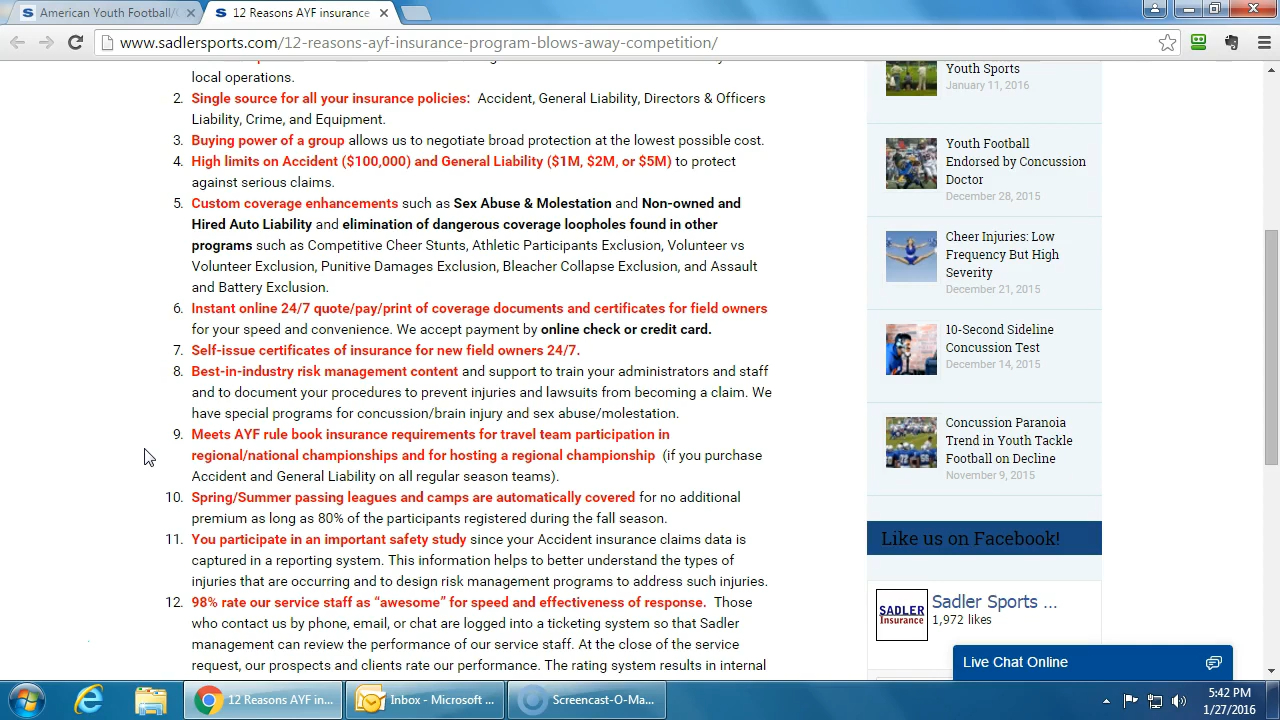 American Youth Football/C
12 Reasons AYF insurance
www.sadlersports.com/12-reasons-ayf-insurance-program-blows-away-competition/
local operations.
2. Single source for all your insurance policies: Accident, General Liability, Directors & Officers
Liability, Crime, and Equipment.
3. Buying power of a group allows us to negotiate broad protection at the lowest possible cost.
4. High limits on Accident ($100,000) and General Liability ($1M, $2M, or $5M) to protect
against serious claims.
5. Custom coverage enhancements such as Sex Abuse & Molestation and Non-owned and
Hired Auto Liability and elimination of dangerous coverage loopholes found in other
programs such as Competitive Cheer Stunts, Athletic Participants Exclusion, Volunteer vs
Volunteer Exclusion, Punitive Damages Exclusion, Bleacher Collapse Exclusion, and Assault
and Battery Exclusion.
6. Instant online 24/7 quote/pay/print of coverage documents and certificates for field owners
for your speed and convenience. We accept payment by online check or credit card.
7. Self-issue certificates of insurance for new field owners 24/7.
8. Best-in-industry risk management content and support to train your administrators and staff
and to document your procedures to prevent injuries and lawsuits from becoming a claim. We
have special programs for concussion/brain injury and sex abuse/molestation.
9. Meets AYF rule book insurance requirements for travel team participation in
regional/national championships and for hosting a regional championship (if you purchase
Accident and General Liability on all regular season teams).
10. Spring/Summer passing leagues and camps are automatically covered for no additional
premium as long as 80% of the participants registered during the fall season.
11. You participate in an important safety study since your Accident insurance claims data is
captured in a reporting system. This information helps to better understand the types of
injuries that are occurring and to design risk management programs to address such injuries.
12. 98% rate our service staff as “awesome” for speed and effectiveness of response. Those
who contact us by phone, email, or chat are logged into a ticketing system so that Sadler
management can review the performance of our service staff. At the close of the service
request, our prospects and clients rate our performance. The rating system results in internal
Youth Sports
January 11, 2016
Youth Football
Endorsed by Concussion
Doctor
December 28, 2015
Cheer Injuries: Low
Frequency But High
Severity
December 21, 2015
10-Second Sideline
Concussion Test
December 14, 2015
Concussion Paranoia
Trend in Youth Tackle
Football on Decline
November 9, 2015
Like us on Facebook!
SADLER
Insurance
Sadler Sports ...
1,972 likes
Live Chat Online
12 Reasons AYF in...
Inbox - Microsoft ...
Screencast-O-Ma...
5:42 PM
1/27/2016